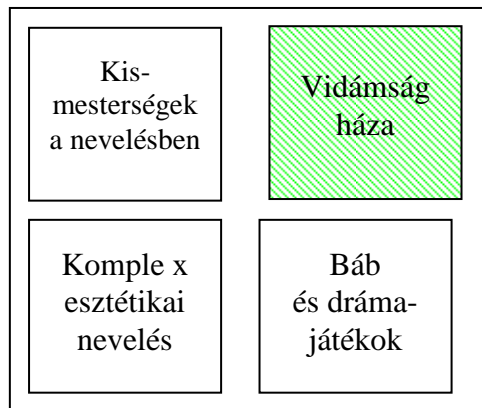 Kis-
mesterségek
a nevelésben
Vidámság
háza
Komple x
esztétikai
nevelés
Báb
és dráma-
játékok